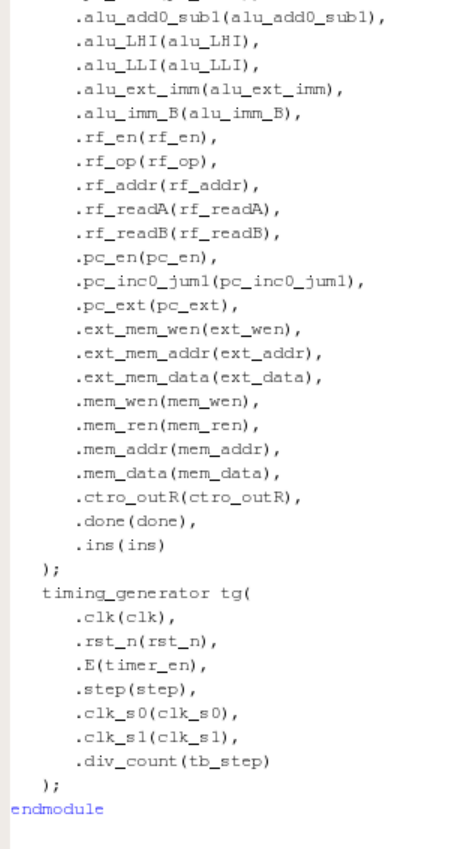 .alu_add0_sub1(alu_add0_sub1),
.alu_LHI(alu_LHI),
.alu_LLI(alu_LLI),
.alu_ext_imm(alu_ext_imm),
.alu_imm_B(alu_imm_B),
.rf_en(rf_en),
.rf_op(rf_op),
.rf_addr(rf_addr),
.rf_readA(rf_readA),
.rf_readB(rf_readB),
.pc_en(pc_en),
.pc_inc0_jum1(pc_inc0_jum1),
.pc_ext(pc_ext),
.ext_mem_wen(ext_wen),
.ext_mem_addr(ext_addr),
.ext_mem_data(ext_data),
.mem_wen(mem_wen),
.mem_ren(mem_ren),
.mem_addr(mem_addr),
.mem_data(mem_data),
.ctro_outR(ctro_outR),
.done(done),
.ins(ins)
);
timing_generator tg(
.clk(clk),
.rst_n(rst_n),
.E(timer_en),
.step(step),
.clk_s0(clk_s0),
.clk_s1(clk_s1),
.div_count(tb_step)
);
endmodule